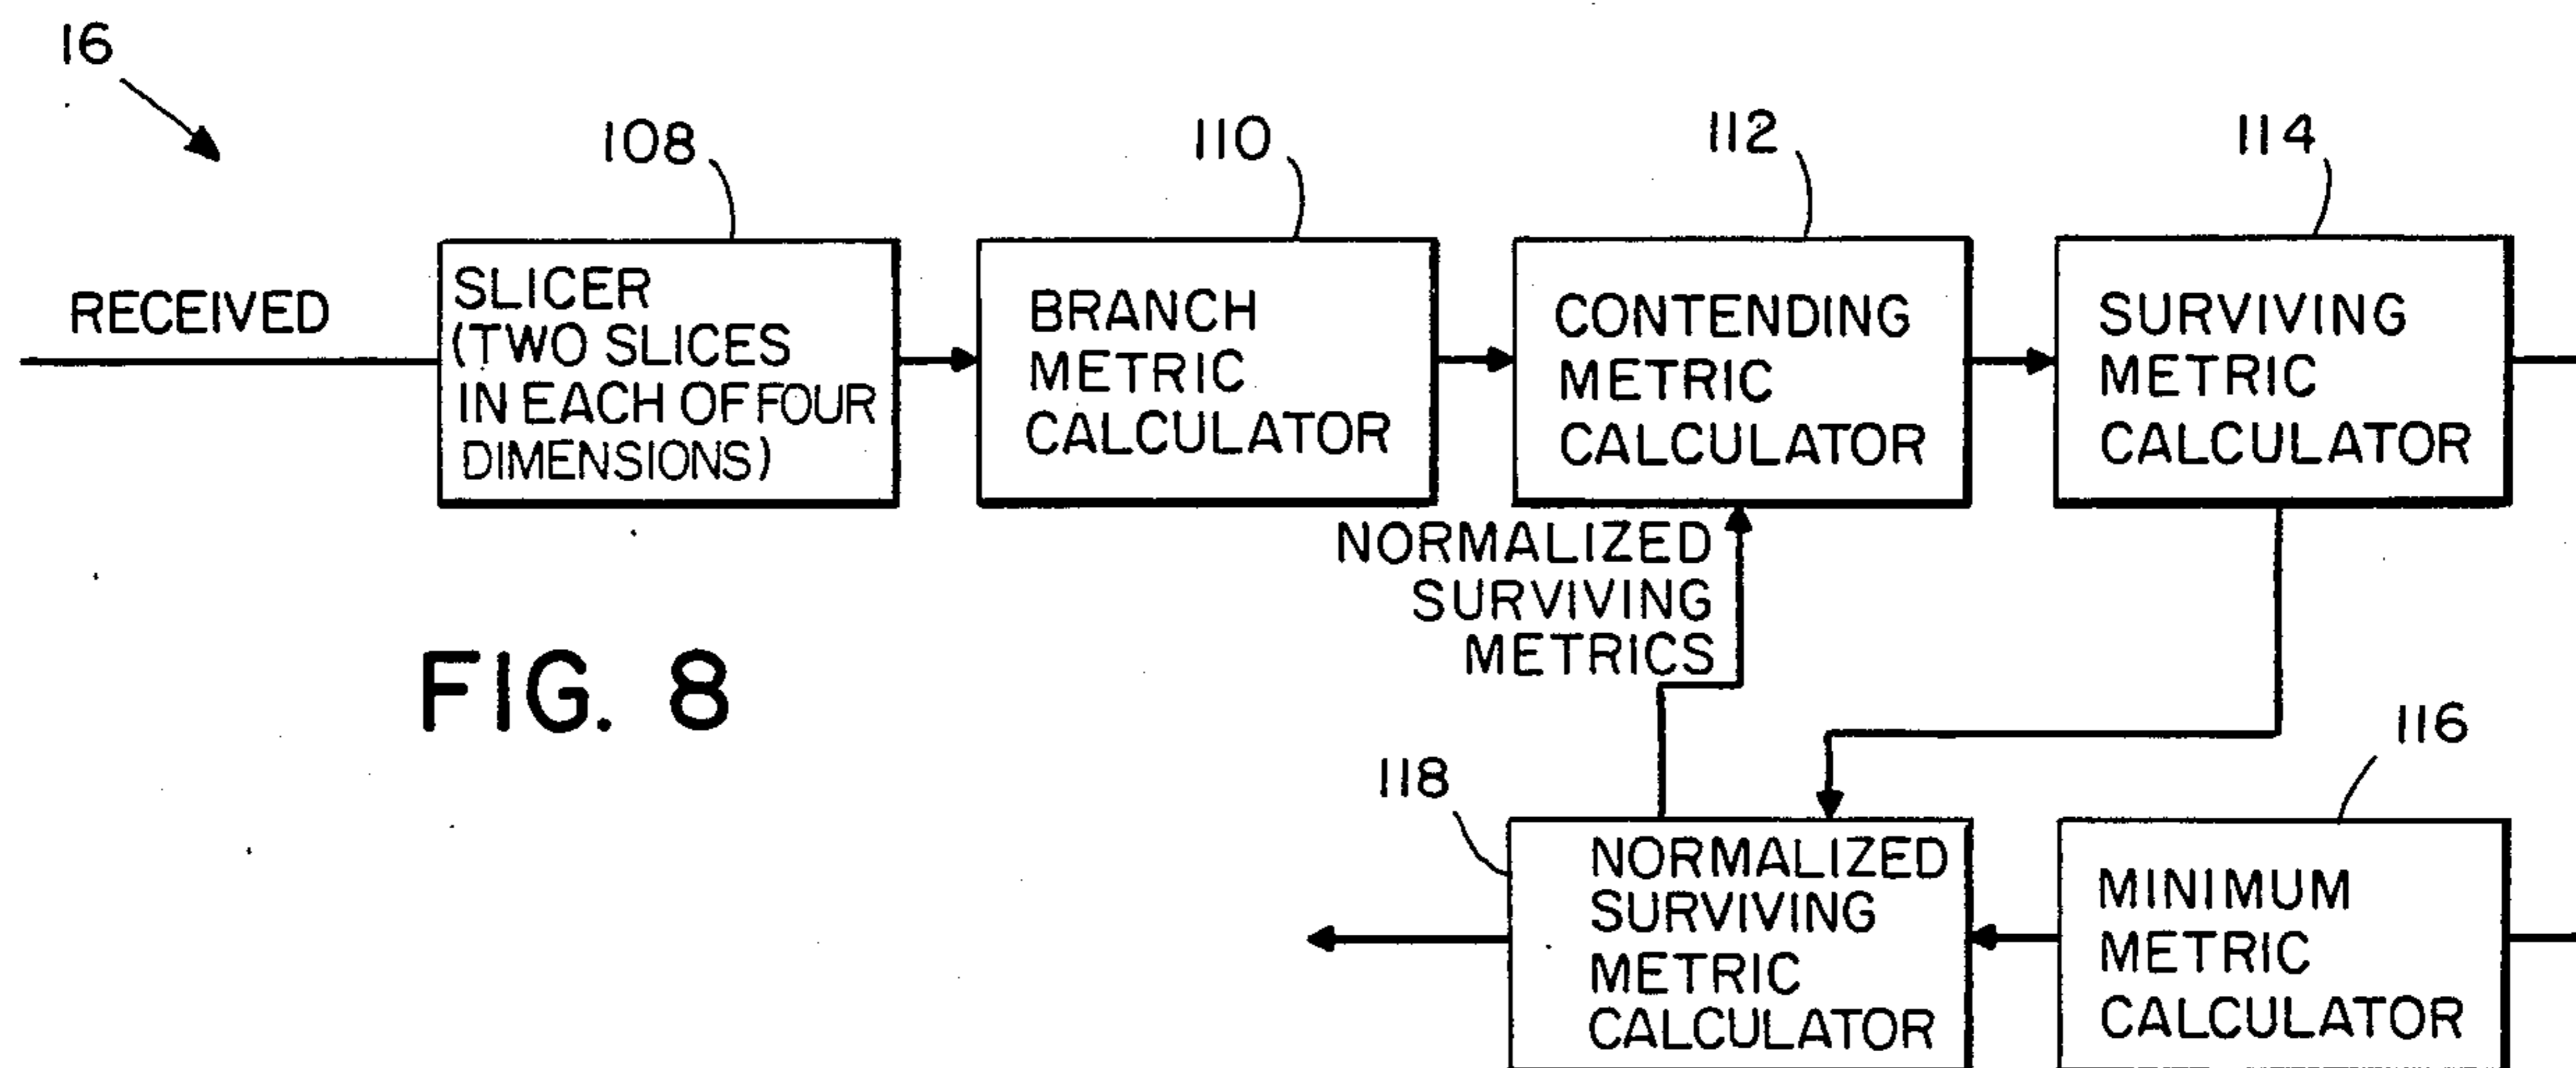 16
108
110
112
114
RECEIVED
SLICER
(TWO SLICES
IN EACH OF FOUR
DIMENSIONS)
BRANCH
METRIC
CALCULATOR
CONTENDING
METRIC
CALCULATOR
SURVIVING
METRIC
CALCULATOR
NORMALIZED
SURVIVING
METRICS
FIG. 8
118
116
NORMALIZED
SURVIVING
METRIC
CALCULATOR
MINIMUM
METRIC
CALCULATOR